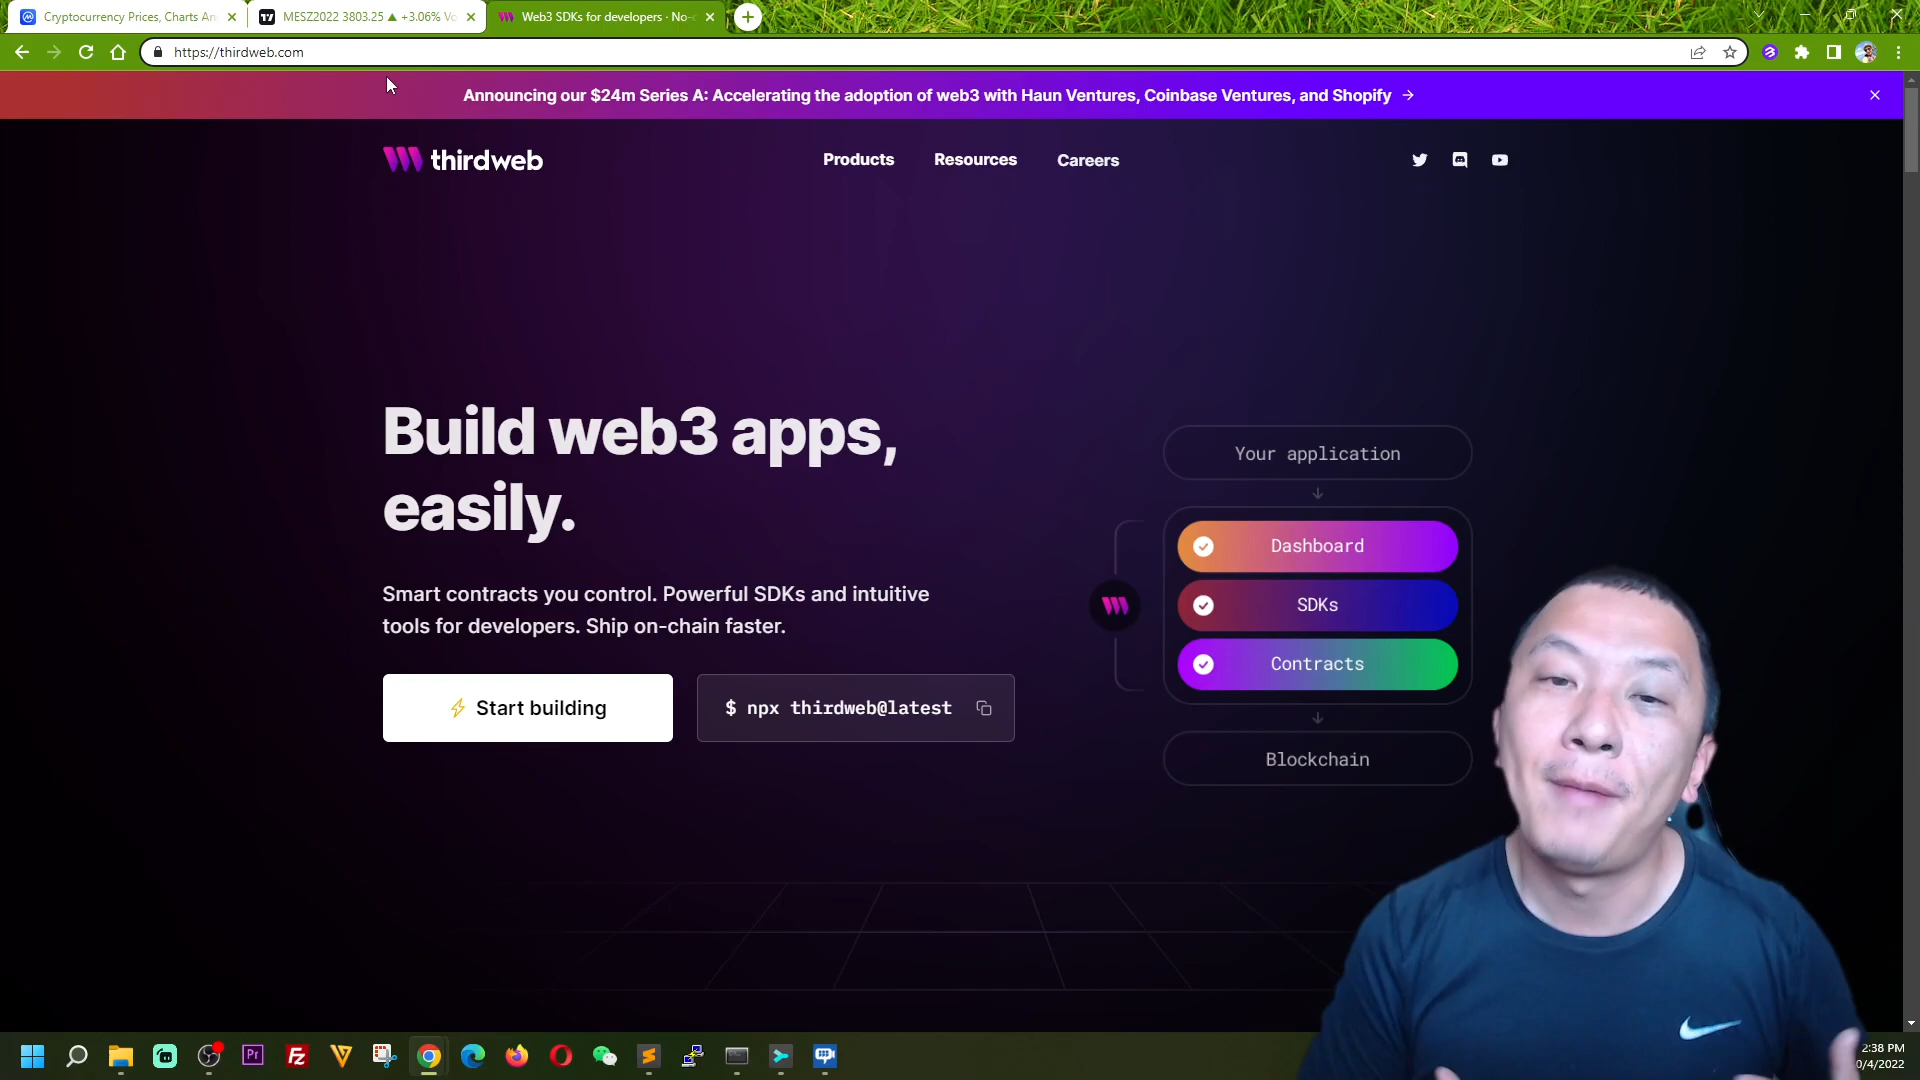 Cryptocurrency Prices, Charts An
MESZ2022 3803.25 ▲ +3.06% Vo
Web3 SDKs for developers · No-c
https://thirdweb.com
Announcing our $24m Series A: Accelerating the adoption of web3 with Haun Ventures, Coinbase Ventures, and Shopify →
thirdweb
Products
Resources
Careers
Build web3 apps,
easily.
Smart contracts you control. Powerful SDKs and intuitive
tools for developers. Ship on-chain faster.
Start building
$ npx thirdweb@latest
Your application
Dashboard
SDKs
Contracts
Blockchain
Pr
Fz
2:38 PM
0/4/2022